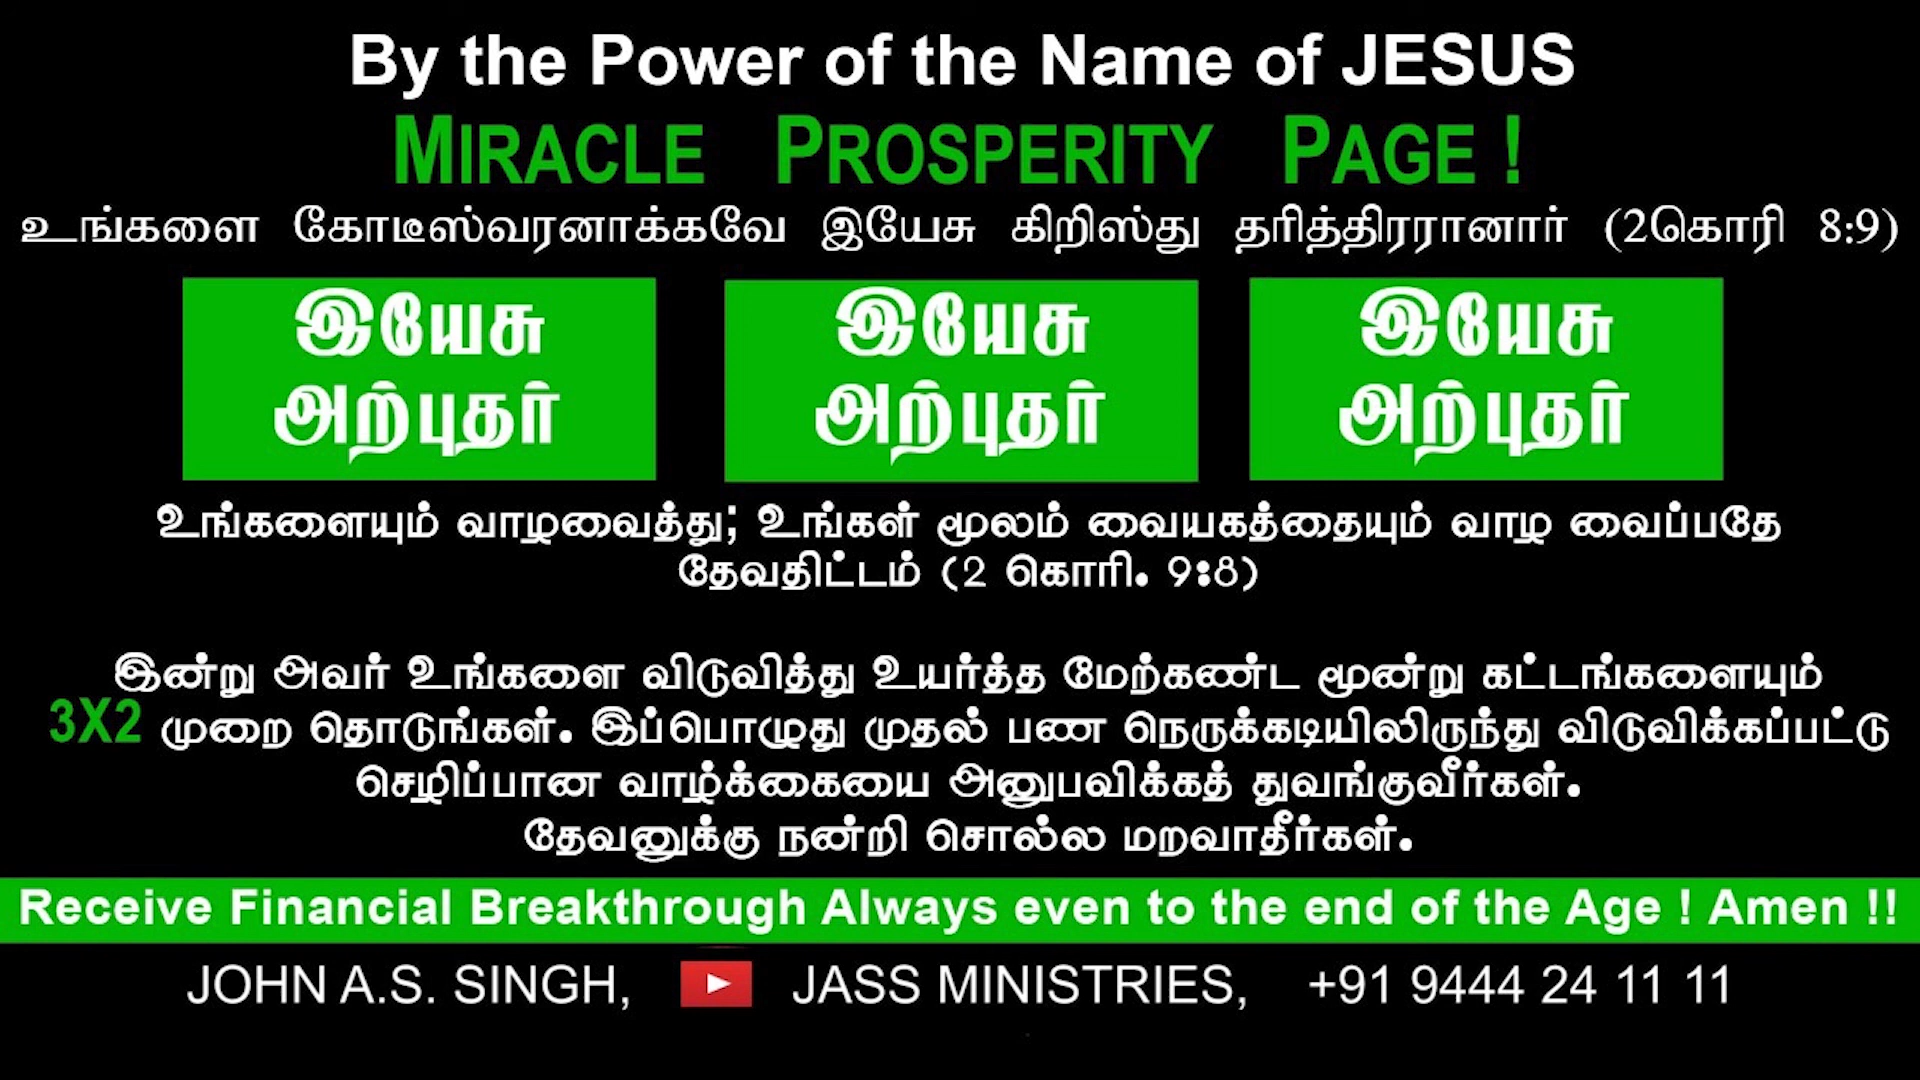 By the Power of the Name of JESUS
MIRACLE PROSPERITY PAGE !
உங்களை கோடீஸ்வரனாக்கவே இயேசு கிறிஸ்து தரித்திரரானார் (2கொரி 8:9)
இயேசு அற்புதர்
இயேசு அற்புதர்
இயேசு அற்புதர்
உங்களையும் வாழவைத்து; உங்கள் மூலம் வையகத்தையும் வாழ வைப்பதே
தேவதிட்டம் (2 கொரி. 9:8)
இன்று அவர் உங்களை விடுவித்து உயர்த்த மேற்கண்ட மூன்று கட்டங்களையும்
3X2 முறை தொடுங்கள். இப்பொழுது முதல் பண நெருக்கடியிலிருந்து விடுவிக்கப்பட்டு
செழிப்பான வாழ்க்கையை அனுபவிக்கத் துவங்குவீர்கள்.
தேவனுக்கு நன்றி சொல்ல மறவாதீர்கள்.
Receive Financial Breakthrough Always even to the end of the Age ! Amen !!
JOHN A.S. SINGH, JASS MINISTRIES, +91 9444 24 11 11